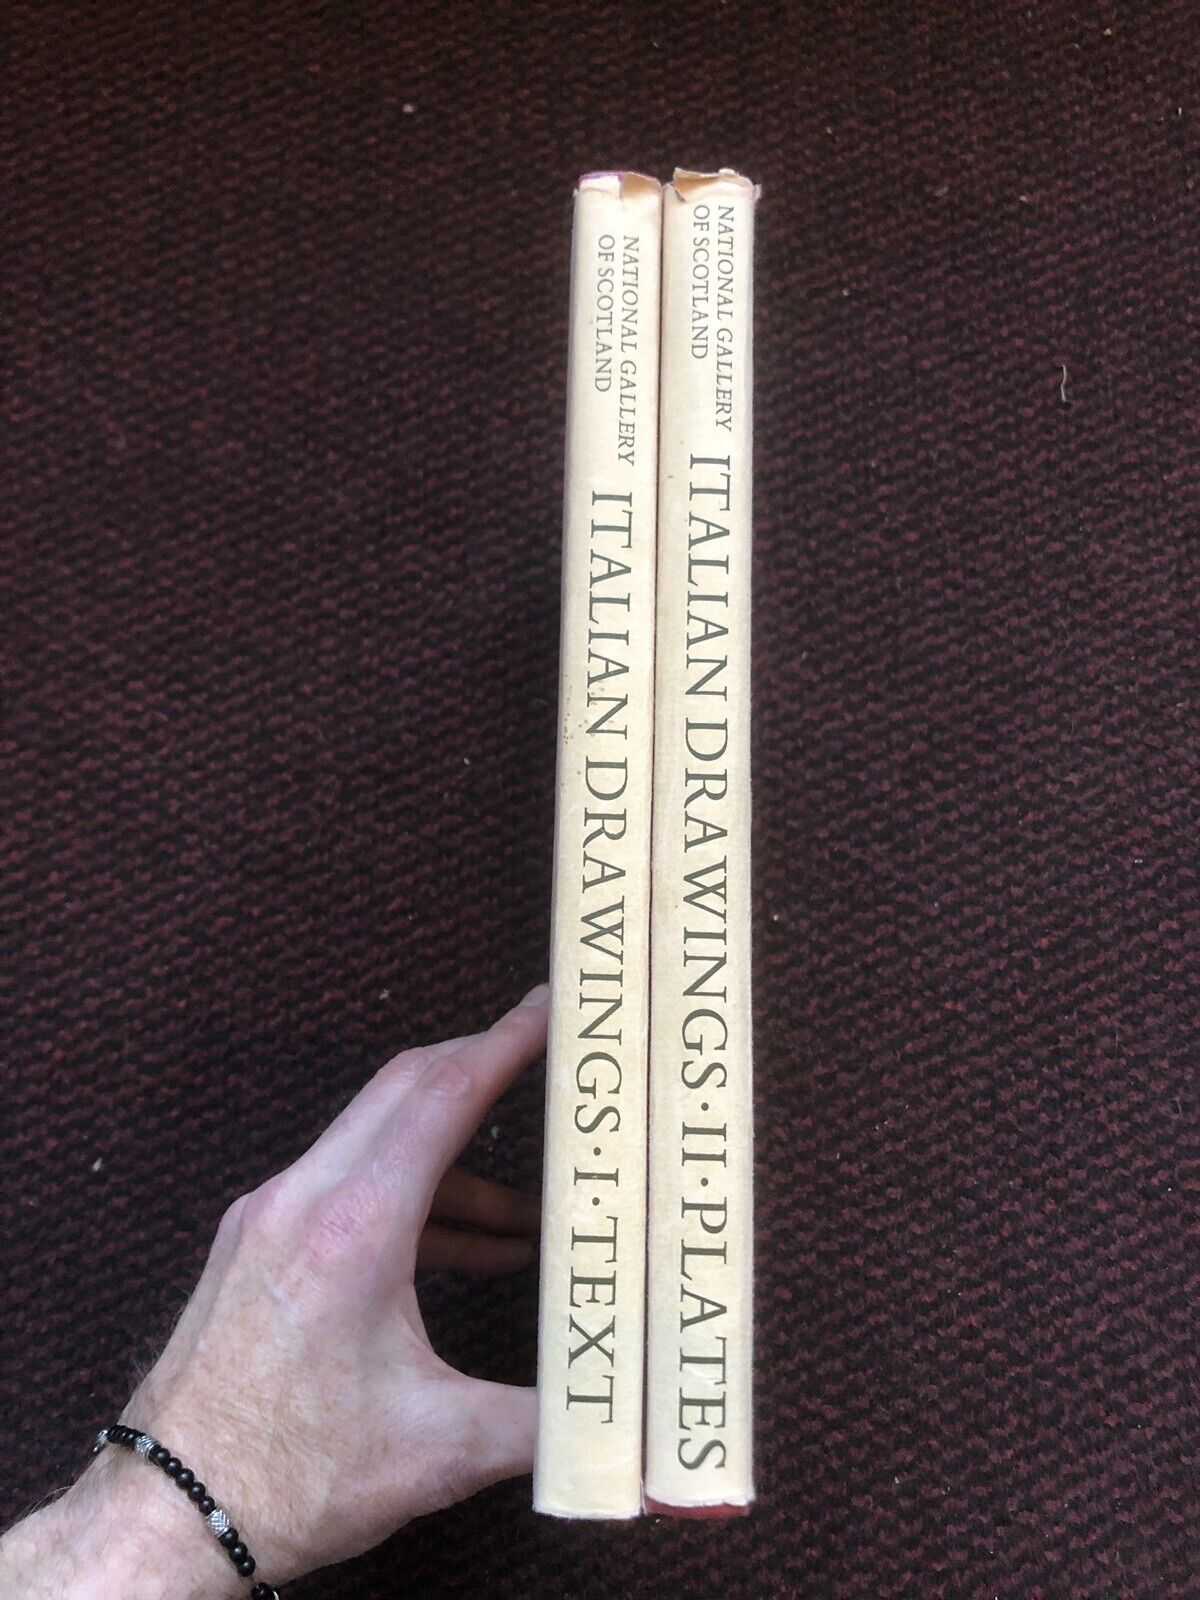 NATIONAL GALLERY
OF SCOTLAND
ITALIAN DRAWINGS · I · TEXT
NATIONAL GALLERY
OF SCOTLAND
ITALIAN DRAWINGS · II · PLATES